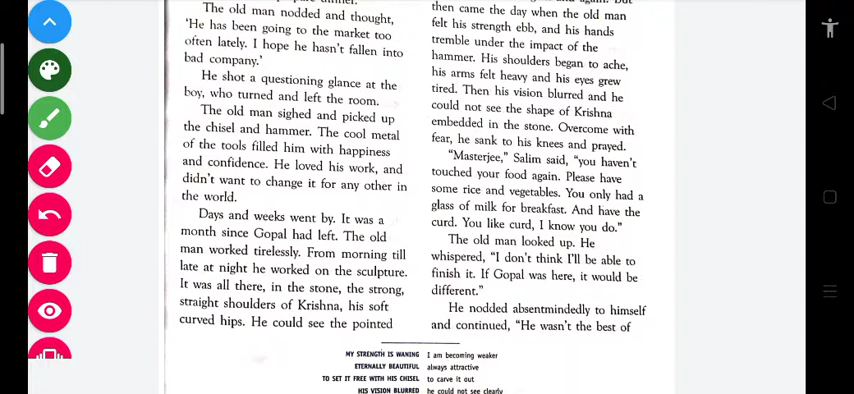 The old man nodded and thought,
'He has been going to the market too
often lately. I hope he hasn't fallen into
bad company.'
He shot a questioning glance at the
boy, who turned and left the room.
The old man sighed and picked up
the chisel and hammer. The cool metal
of the tools filled him with happiness
and confidence. He loved his work, and
didn't want to change it for any other in
the world.
Days and weeks went by. It was a
month since Gopal had left. The old
man worked tirelessly. From morning till
late at night he worked on the sculpture.
It was all there, in the stone, the strong,
straight shoulders of Krishna, his soft
curved hips. He could see the pointed
then came the day when the old man
felt his strength ebb, and his hands
tremble under the impact of the
hammer. His shoulders began to ache,
his arms felt heavy and his eyes grew
tired. Then his vision blurred and he
could not see the shape of Krishna
embedded in the stone. Overcome with
fear, he sank to his knees and prayed.
"Masterjee," Salim said, "you haven't
touched your food again. Please have
some rice and vegetables. You only had a
glass of milk for breakfast. And have the
curd. You like curd, I know you do."
The old man looked up. He
whispered, "I don't think I'll be able to
finish it. If Gopal was here, it would be
different."
He nodded absentmindedly to himself
and continued, "He wasn't the best of
MY STRENGTH IS WANING I am becoming weaker
ETERNALLY BEAUTIFUL always attractive
TO SET IT FREE WITH HIS CHISEL to carve it out
HIS VISION BLURRED he could not see clearly